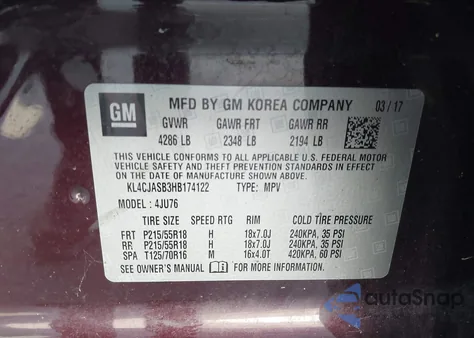 GM
MFD BY GM KOREA COMPANY 03/17
GVWR GAWR FRT GAWR RR
4286 LB 2348 LB 2194 LB
THIS VEHICLE CONFORMS TO ALL APPLICABLE U.S. FEDERAL MOTOR
VEHICLE SAFETY AND THEFT PREVENTION STANDARDS IN EFFECT
ON THE DATE OF MANUFACTURE SHOWN ABOVE.
KL4CJASB3HB174122 TYPE: MPV
MODEL: 4JU76
TIRE SIZE SPEED RTG RIM COLD TIRE PRESSURE
FRT P215/55R18 H 18x7.0J 240KPA, 35 PSI
RR P215/55R18 H 18x7.0J 240KPA, 35 PSI
SPA T125/70R16 M 16x4.0T 420KPA, 60 PSI
SEE OWNER'S MANUAL FOR MORE INFORMATION
autoSnap